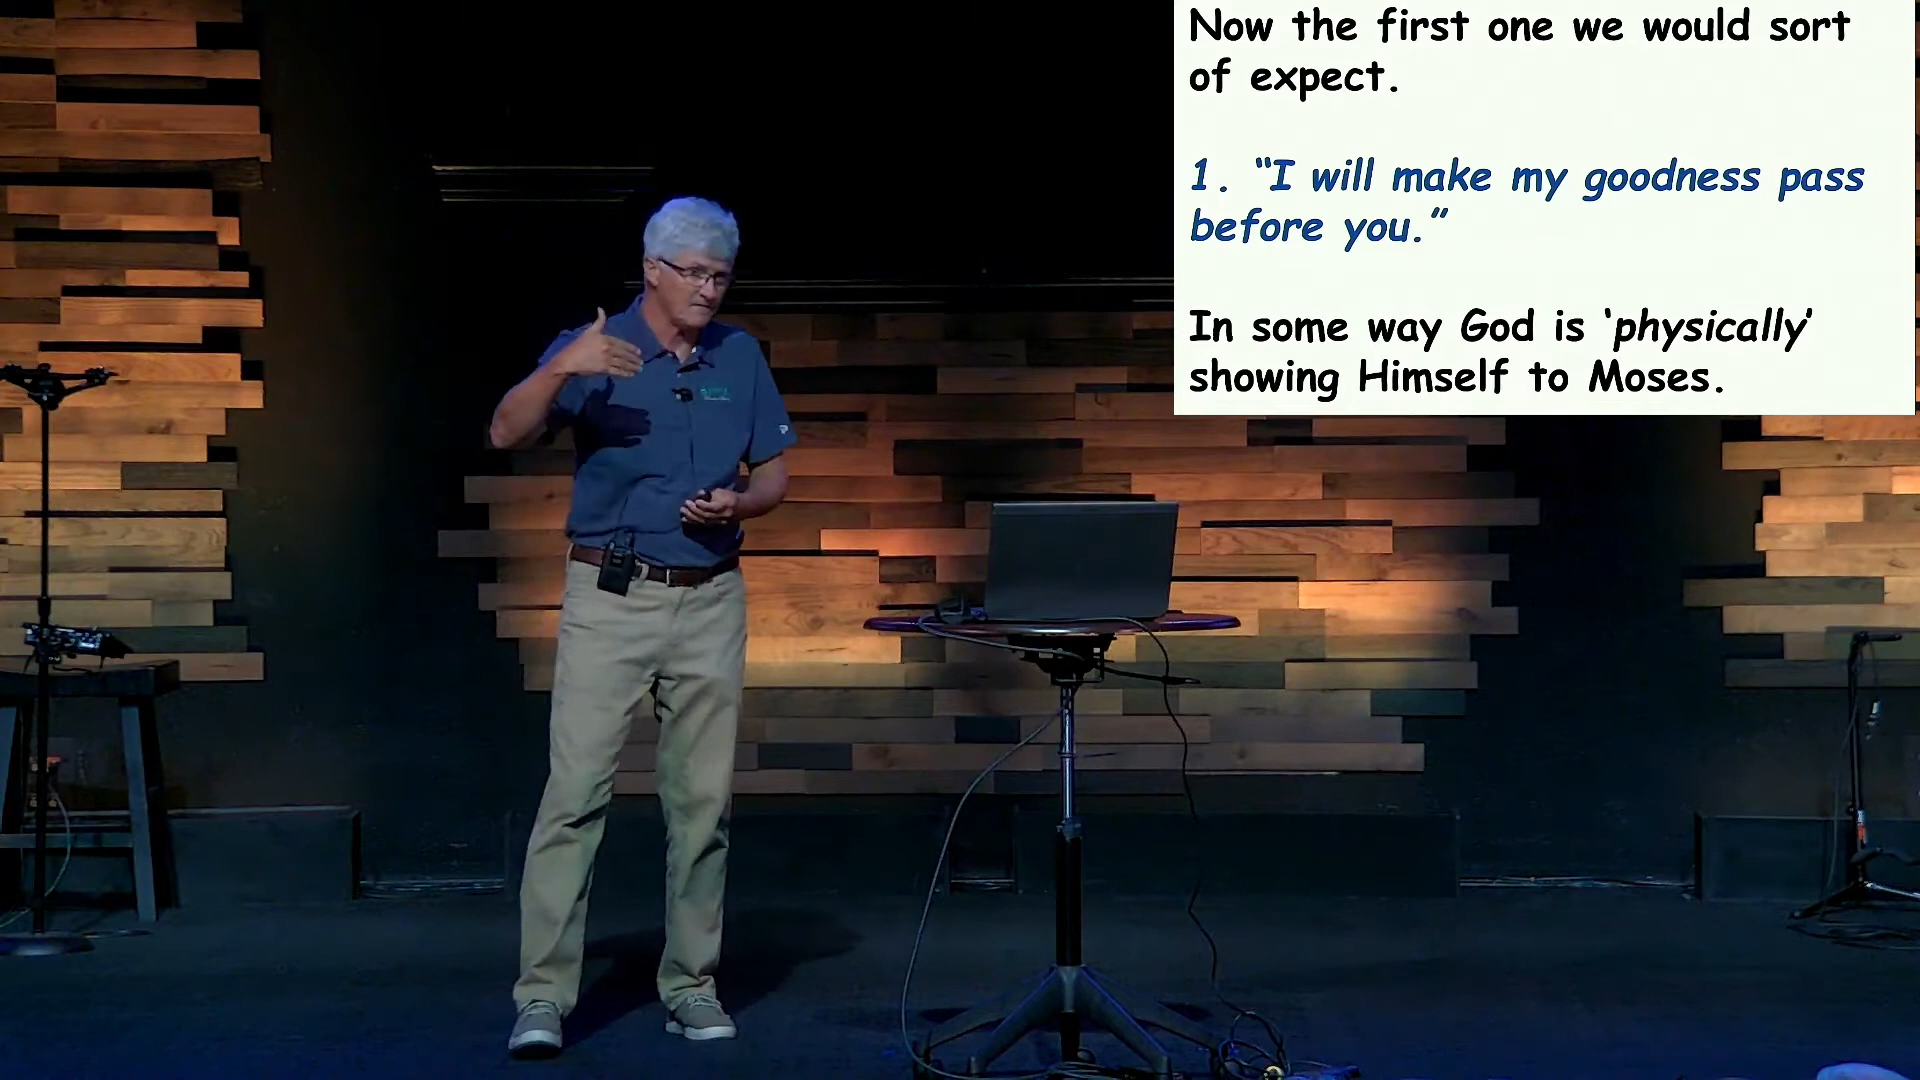 Now the first one we would sort
of expect.
1. “I will make my goodness pass
before you.”
In some way God is ‘physically’
showing Himself to Moses.